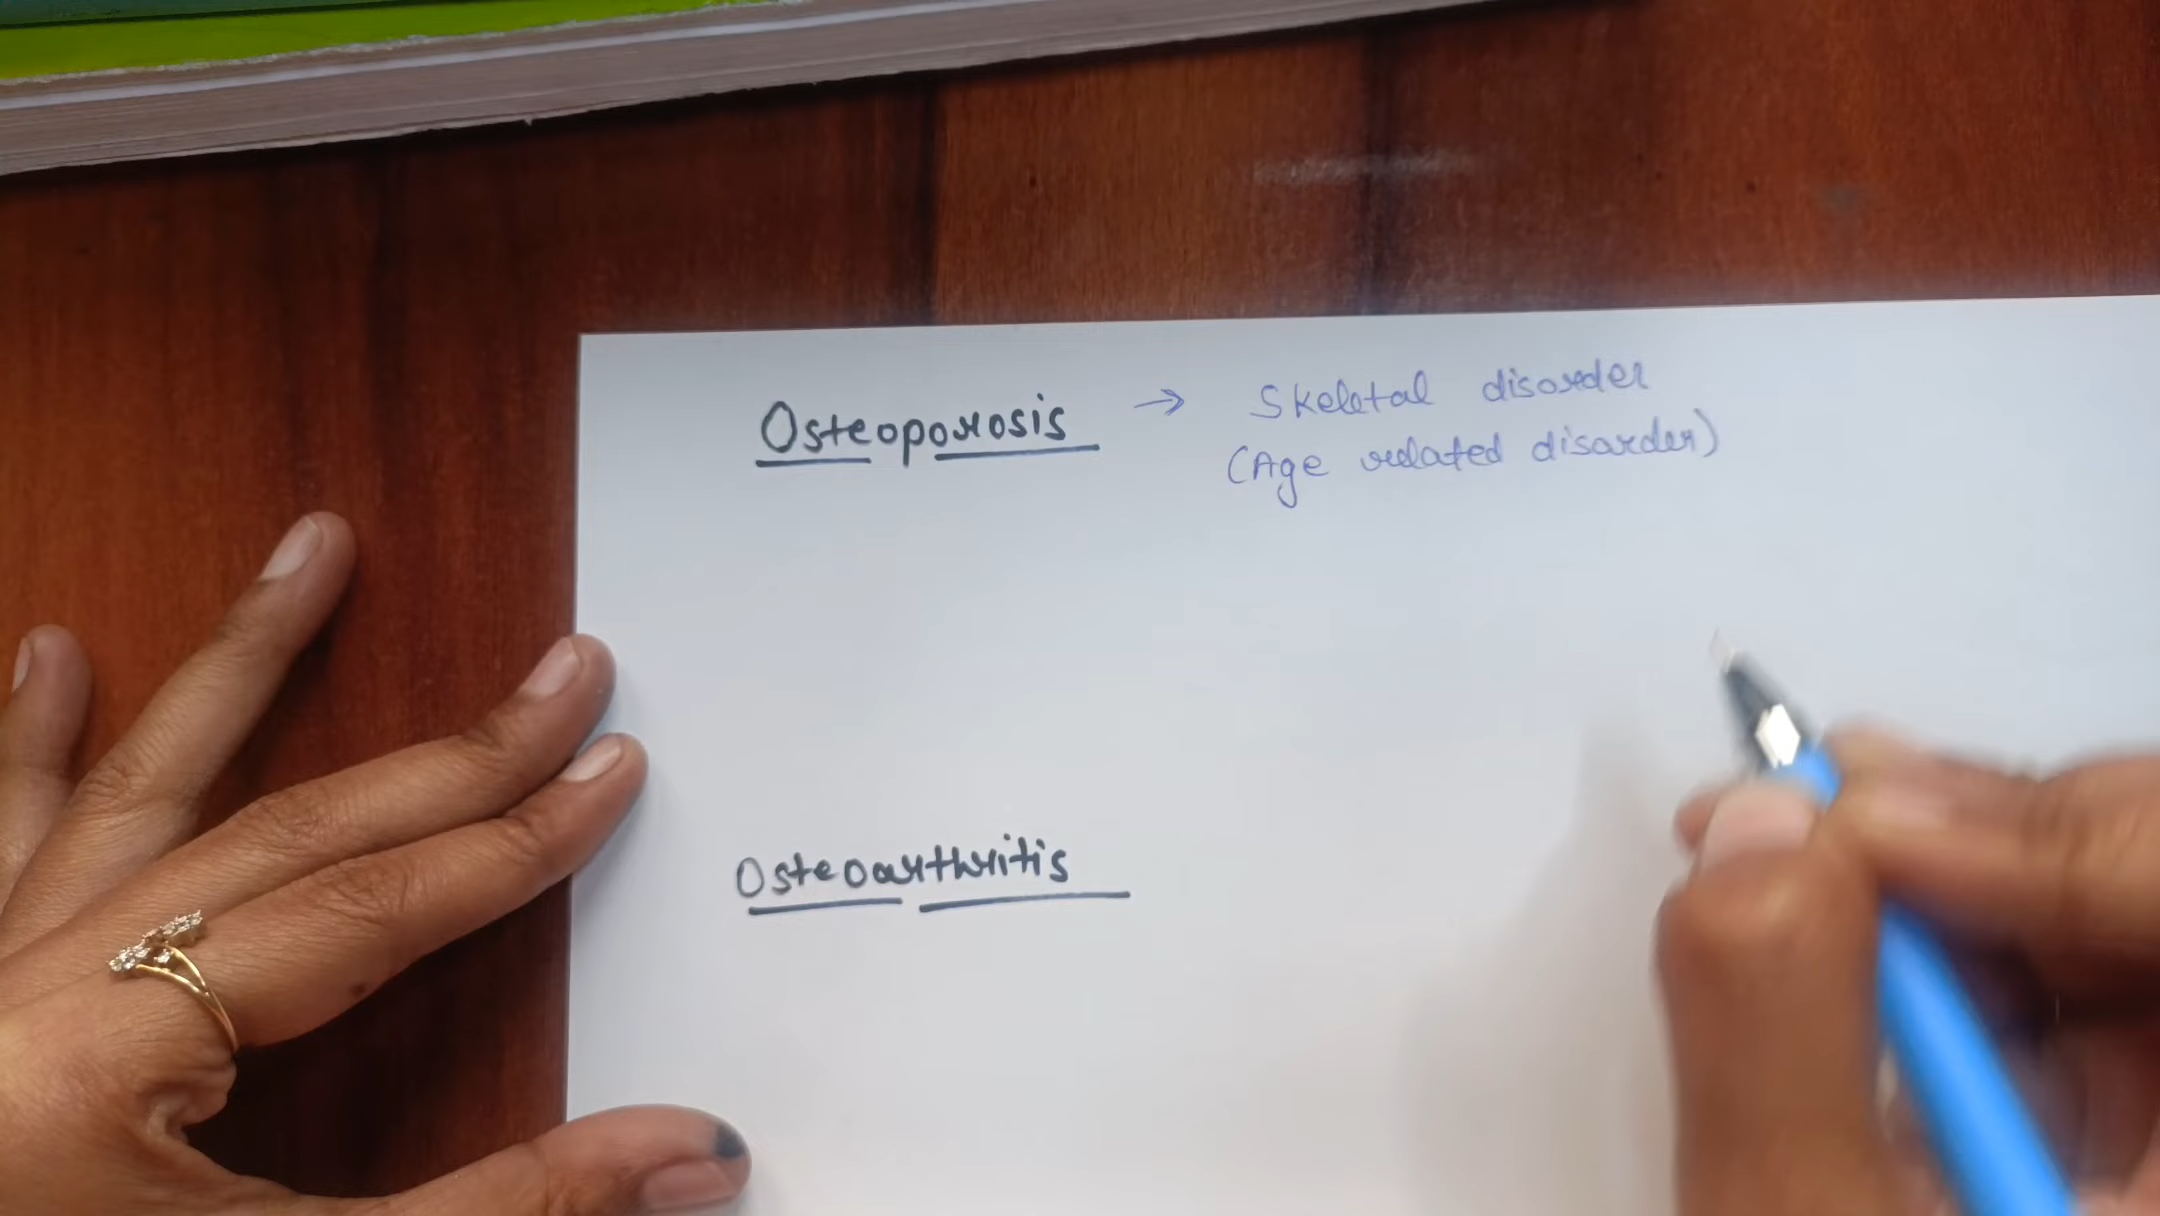 Osteoporosis → Skeletal disorder
(Age related disorder)
Osteoarthritis